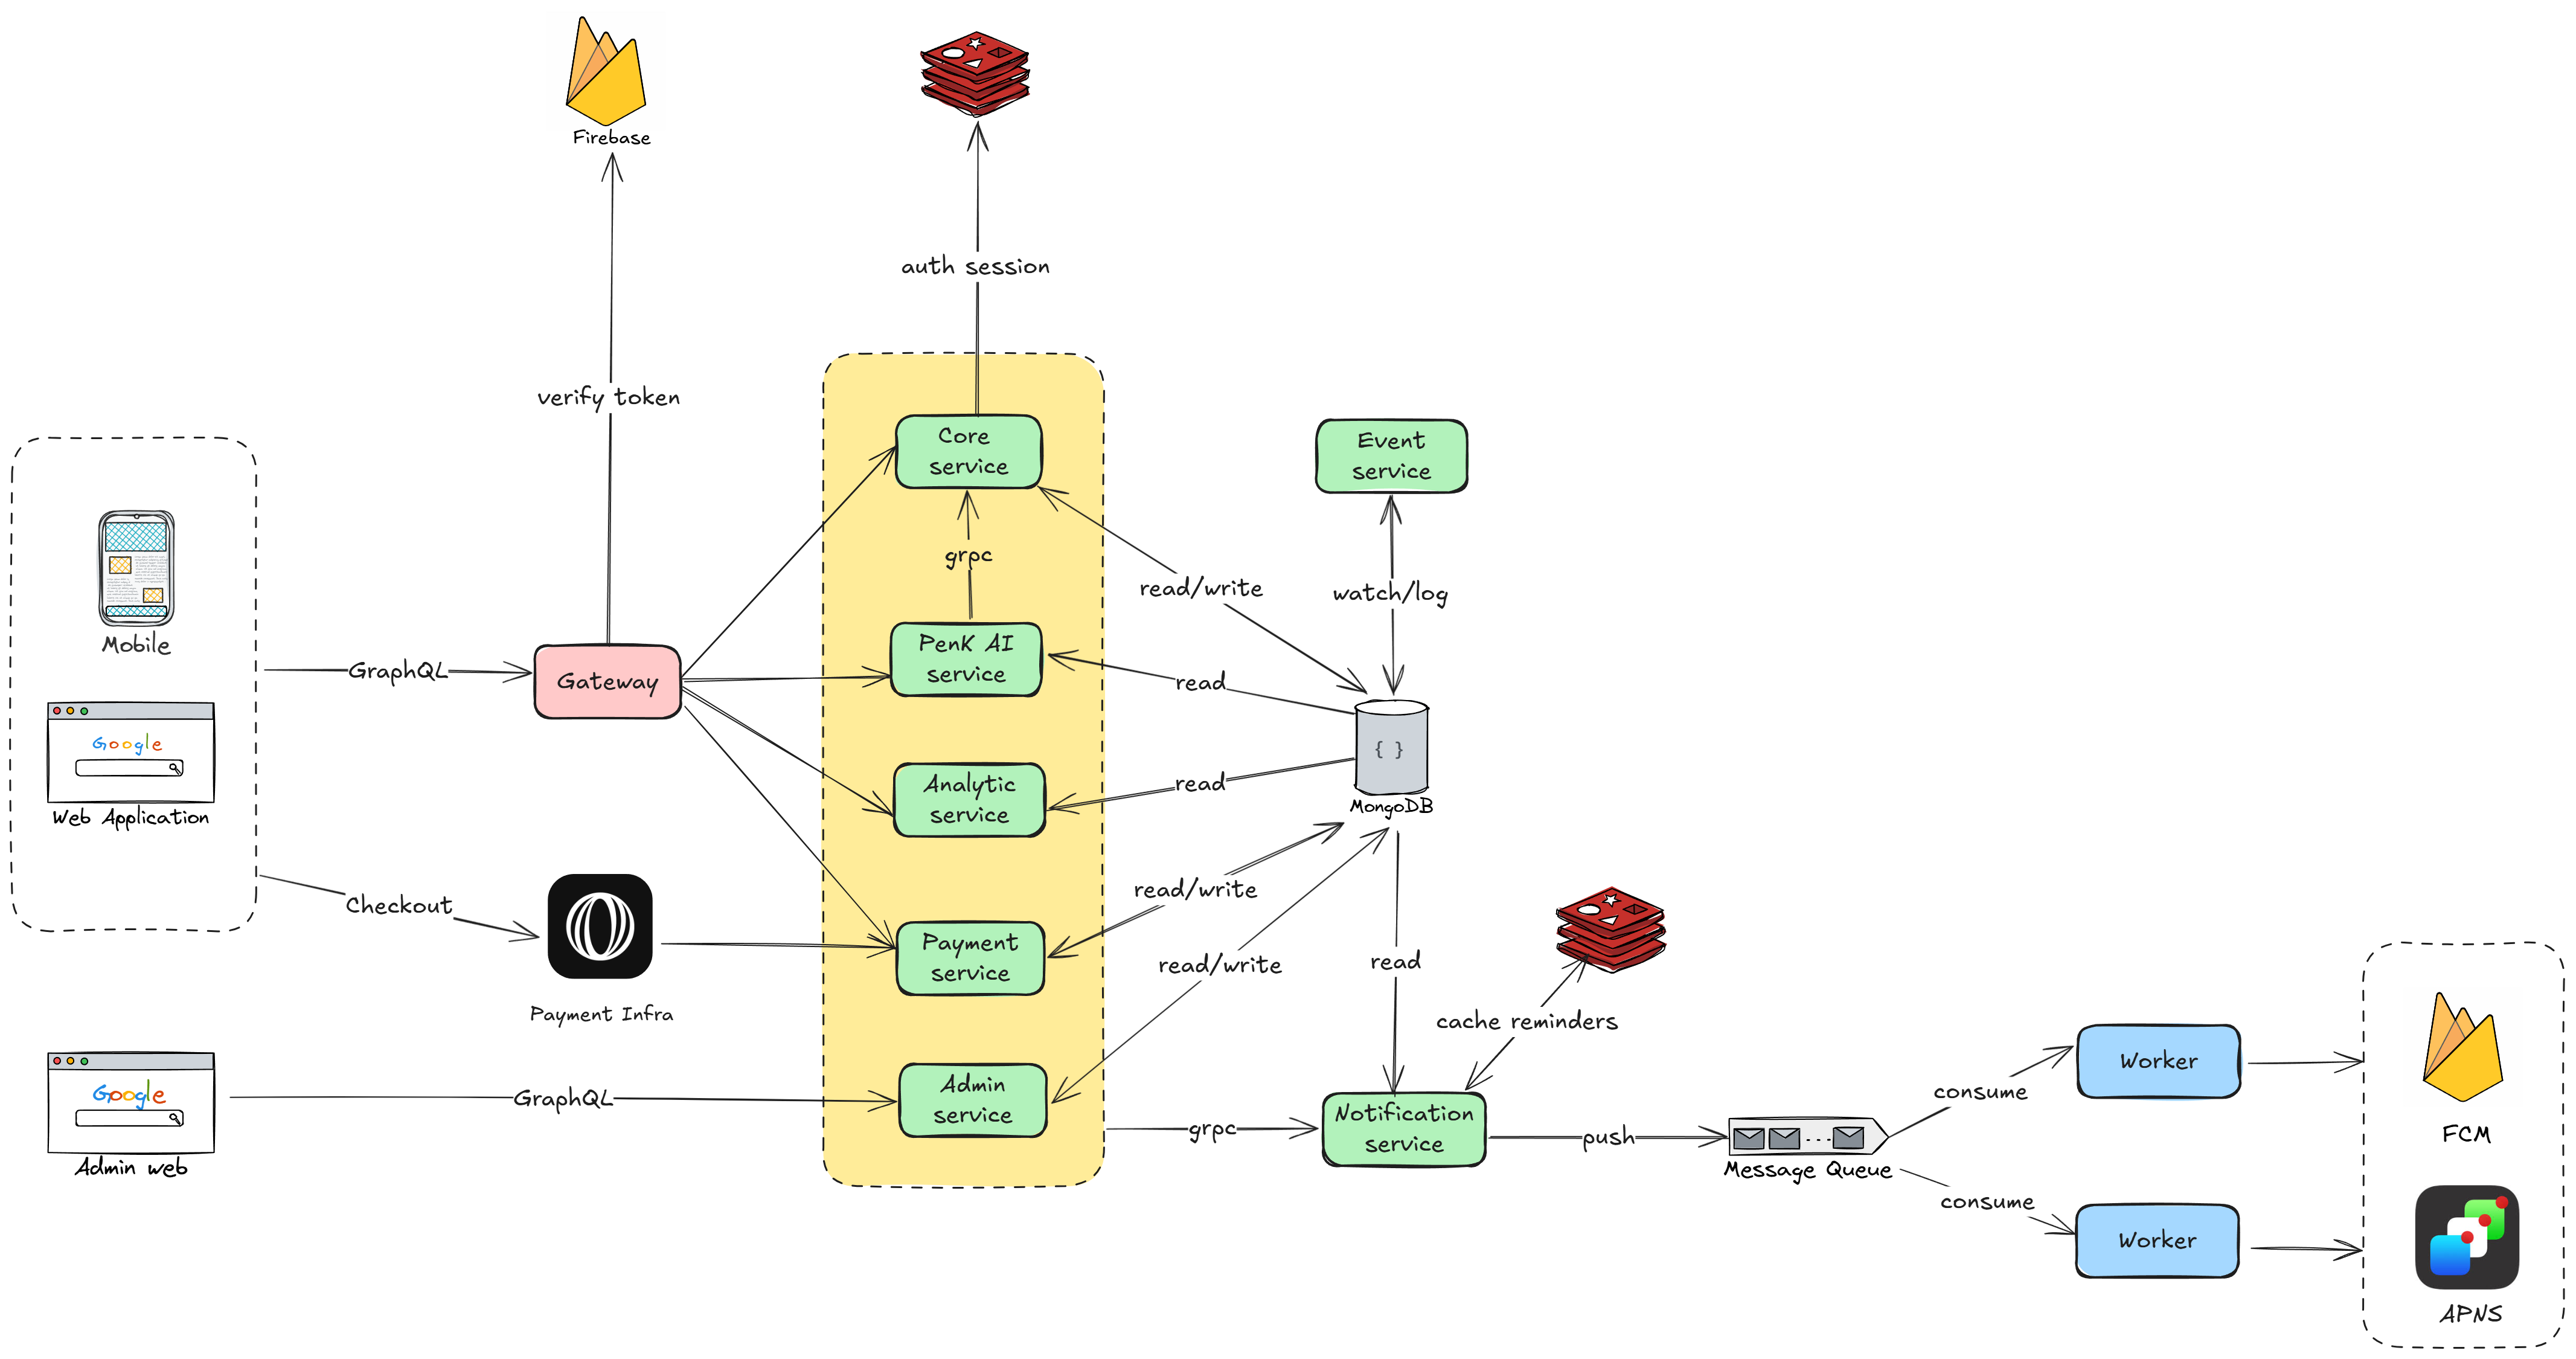 Firebase
auth session
verify token
Core
service
Event
service
grpc
read/write
watch/log
Mobile
GraphQL
Gateway
PenK AI
service
read
Google
Web Application
{ }
MongoDB
Analytic
service
read
Checkout
read/write
Payment
service
read/write
read
Payment Infra
cache reminders
Google
Admin web
GraphQL
Admin
service
grpc
Notification
service
push
Message Queue
consume
Worker
consume
Worker
FCM
APNS